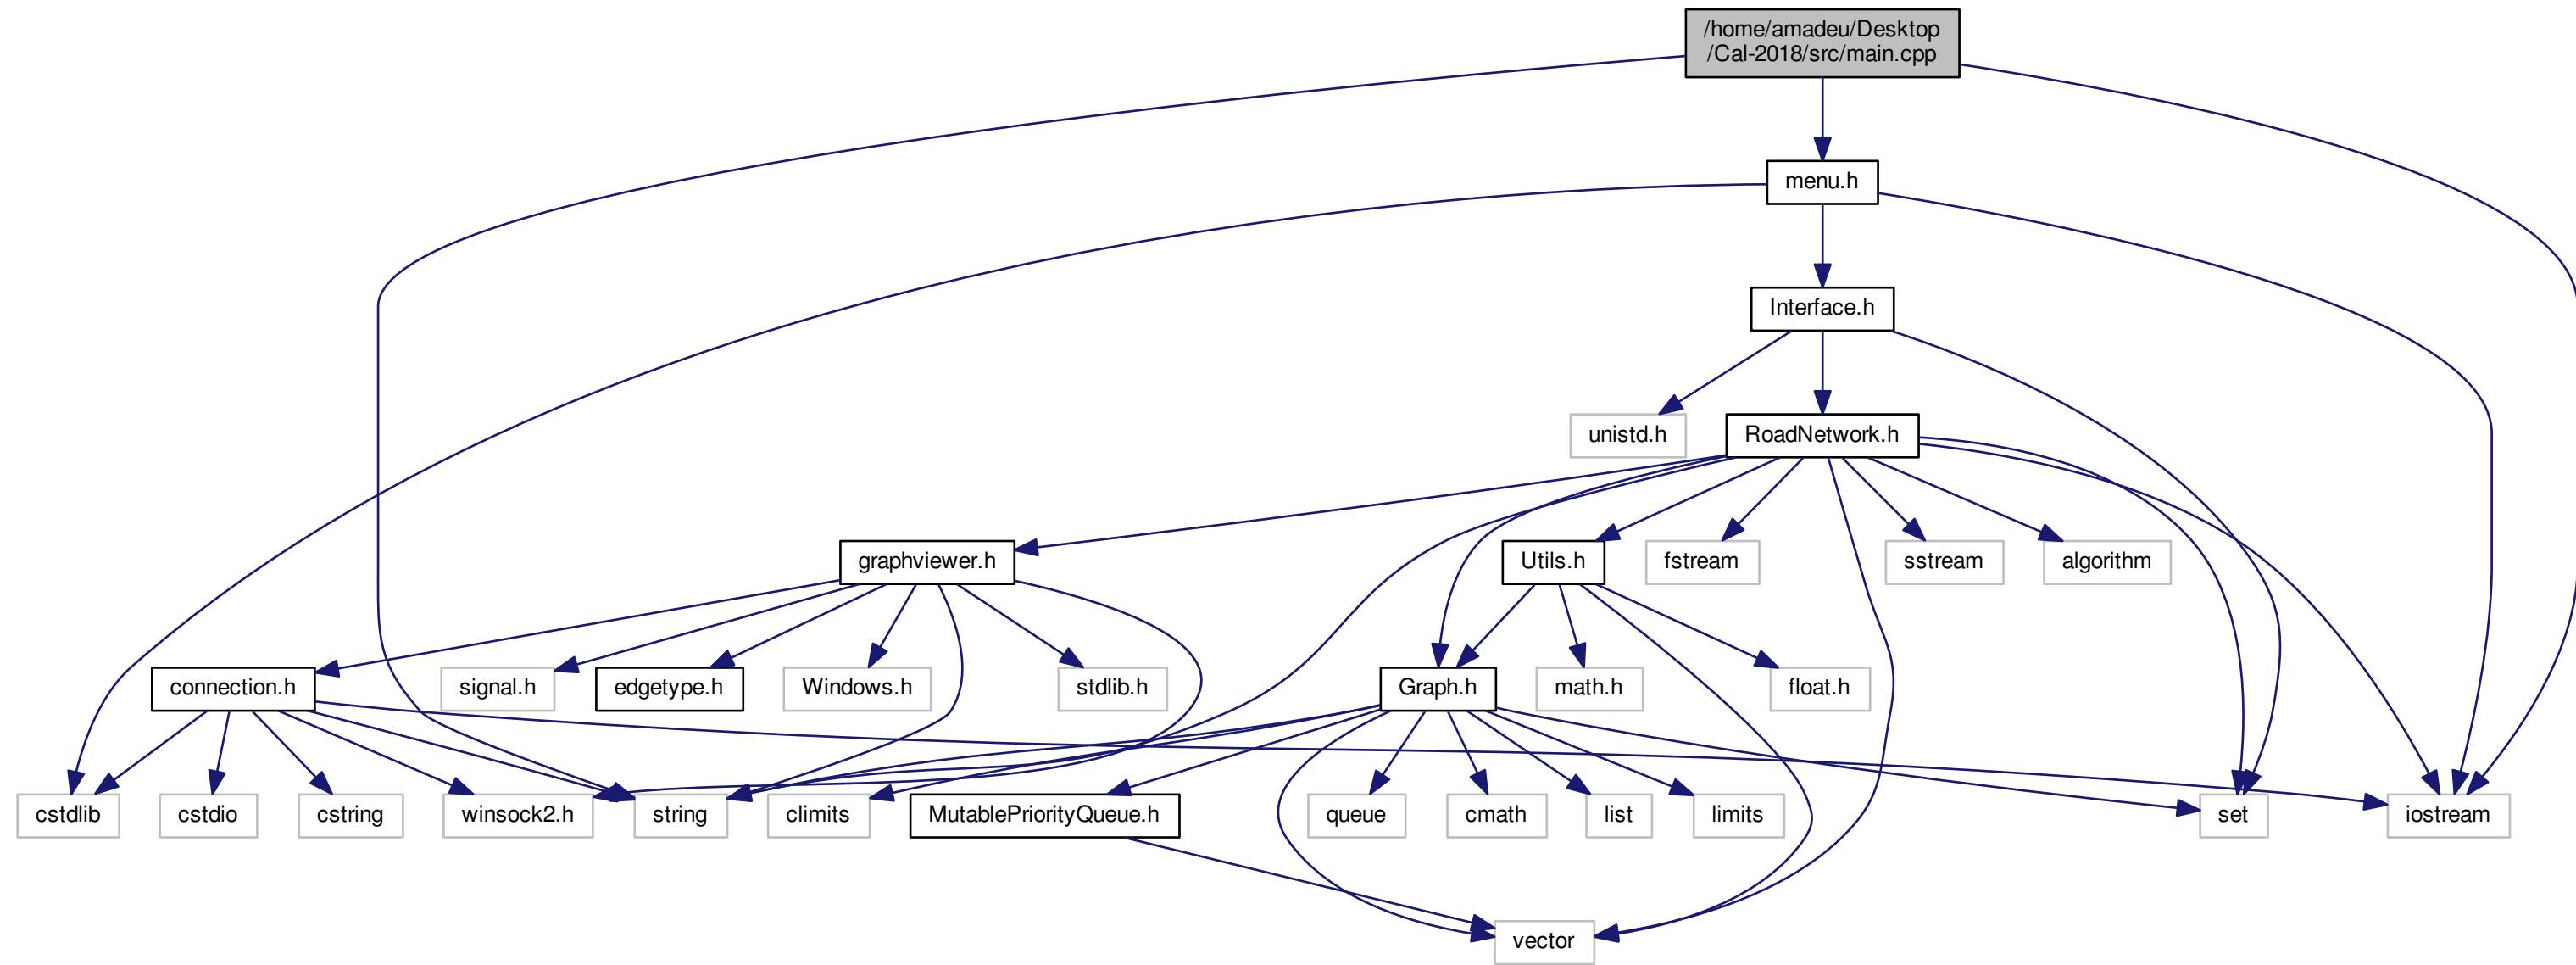 /home/amadeu/Desktop
/Cal-2018/src/main.cpp
menu.h
Interface.h
unistd.h
RoadNetwork.h
graphviewer.h
Utils.h
fstream
sstream
algorithm
connection.h
signal.h
edgetype.h
Windows.h
stdlib.h
Graph.h
math.h
float.h
cstdlib
cstdio
cstring
winsock2.h
string
climits
MutablePriorityQueue.h
queue
cmath
list
limits
set
iostream
vector